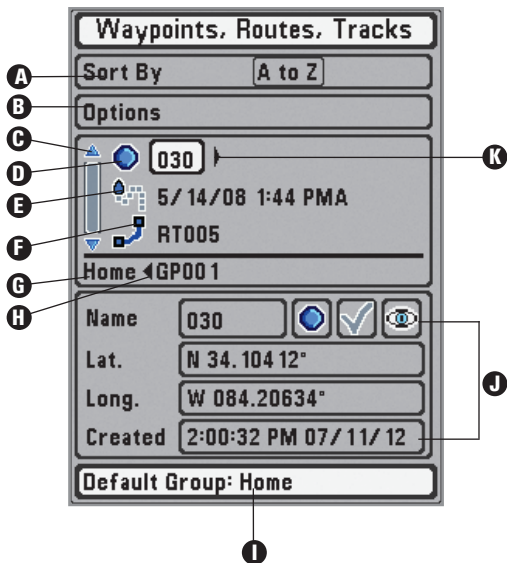 Waypoints, Routes, Tracks
A Sort By A to Z
B Options
C
D 030 K
E 5/14/08 1:44 PMA
F RT005
G Home GP001
H
Name 030
J
Lat. N 34.10412°
Long. W 084.20634°
Created 2:00:32 PM 07/11/12
Default Group: Home
I